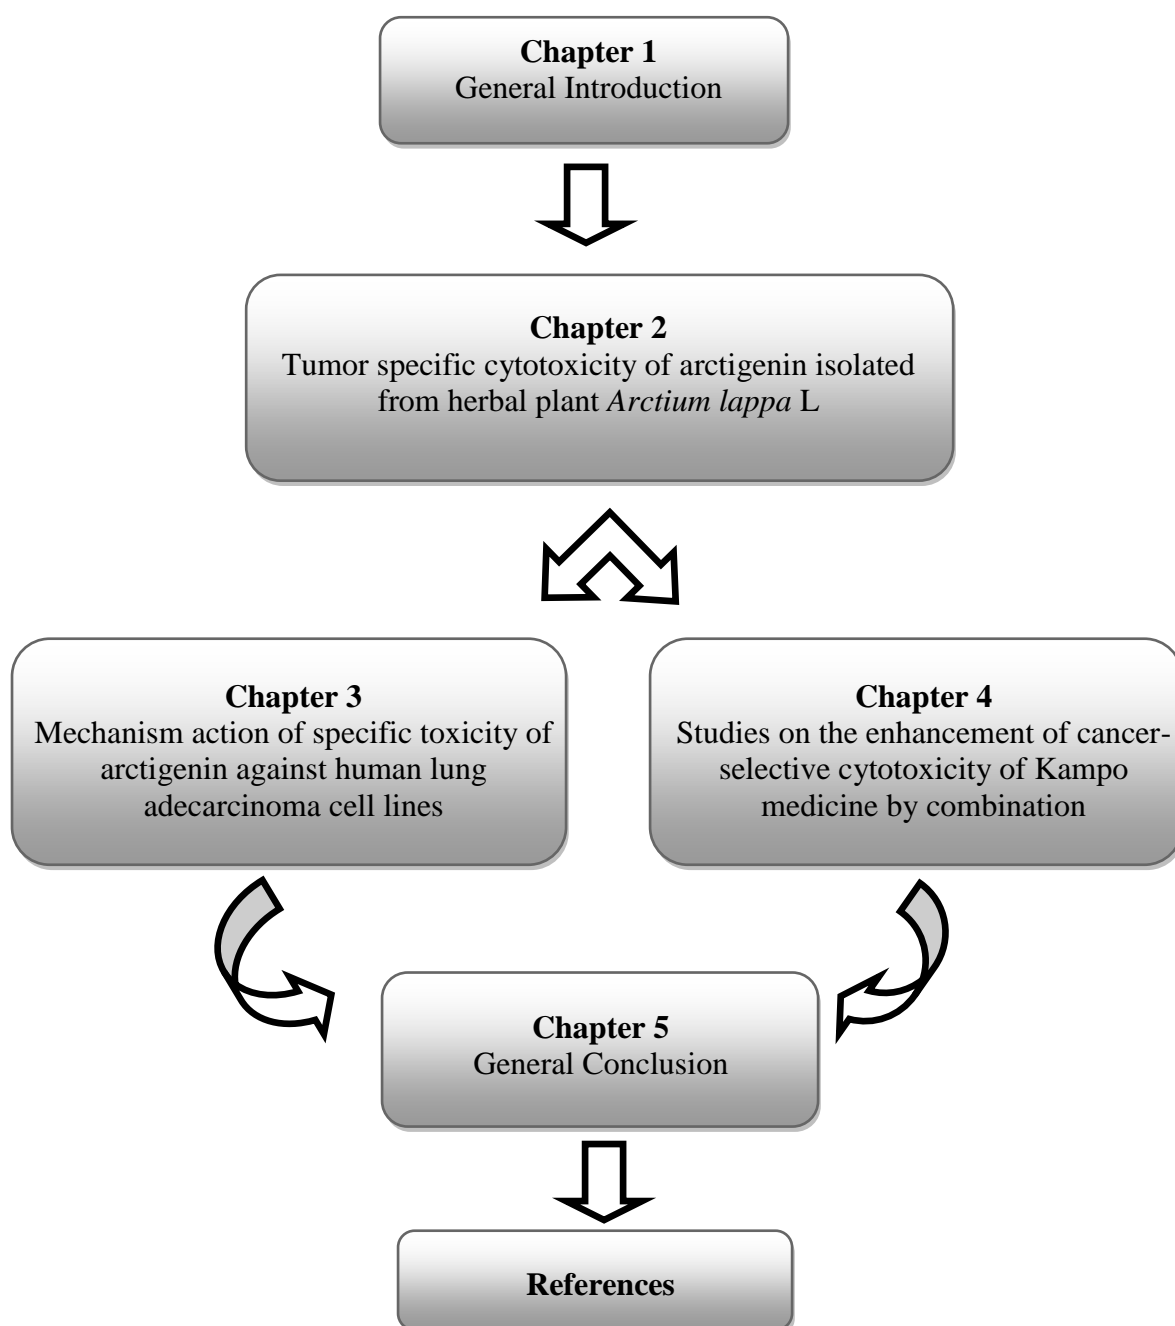 Chapter 1
General Introduction
Chapter 2
Tumor specific cytotoxicity of arctigenin isolated
from herbal plant Arctium lappa L
Chapter 3
Mechanism action of specific toxicity of
arctigenin against human lung
adecarcinoma cell lines
Chapter 4
Studies on the enhancement of cancer-
selective cytotoxicity of Kampo
medicine by combination
Chapter 5
General Conclusion
References